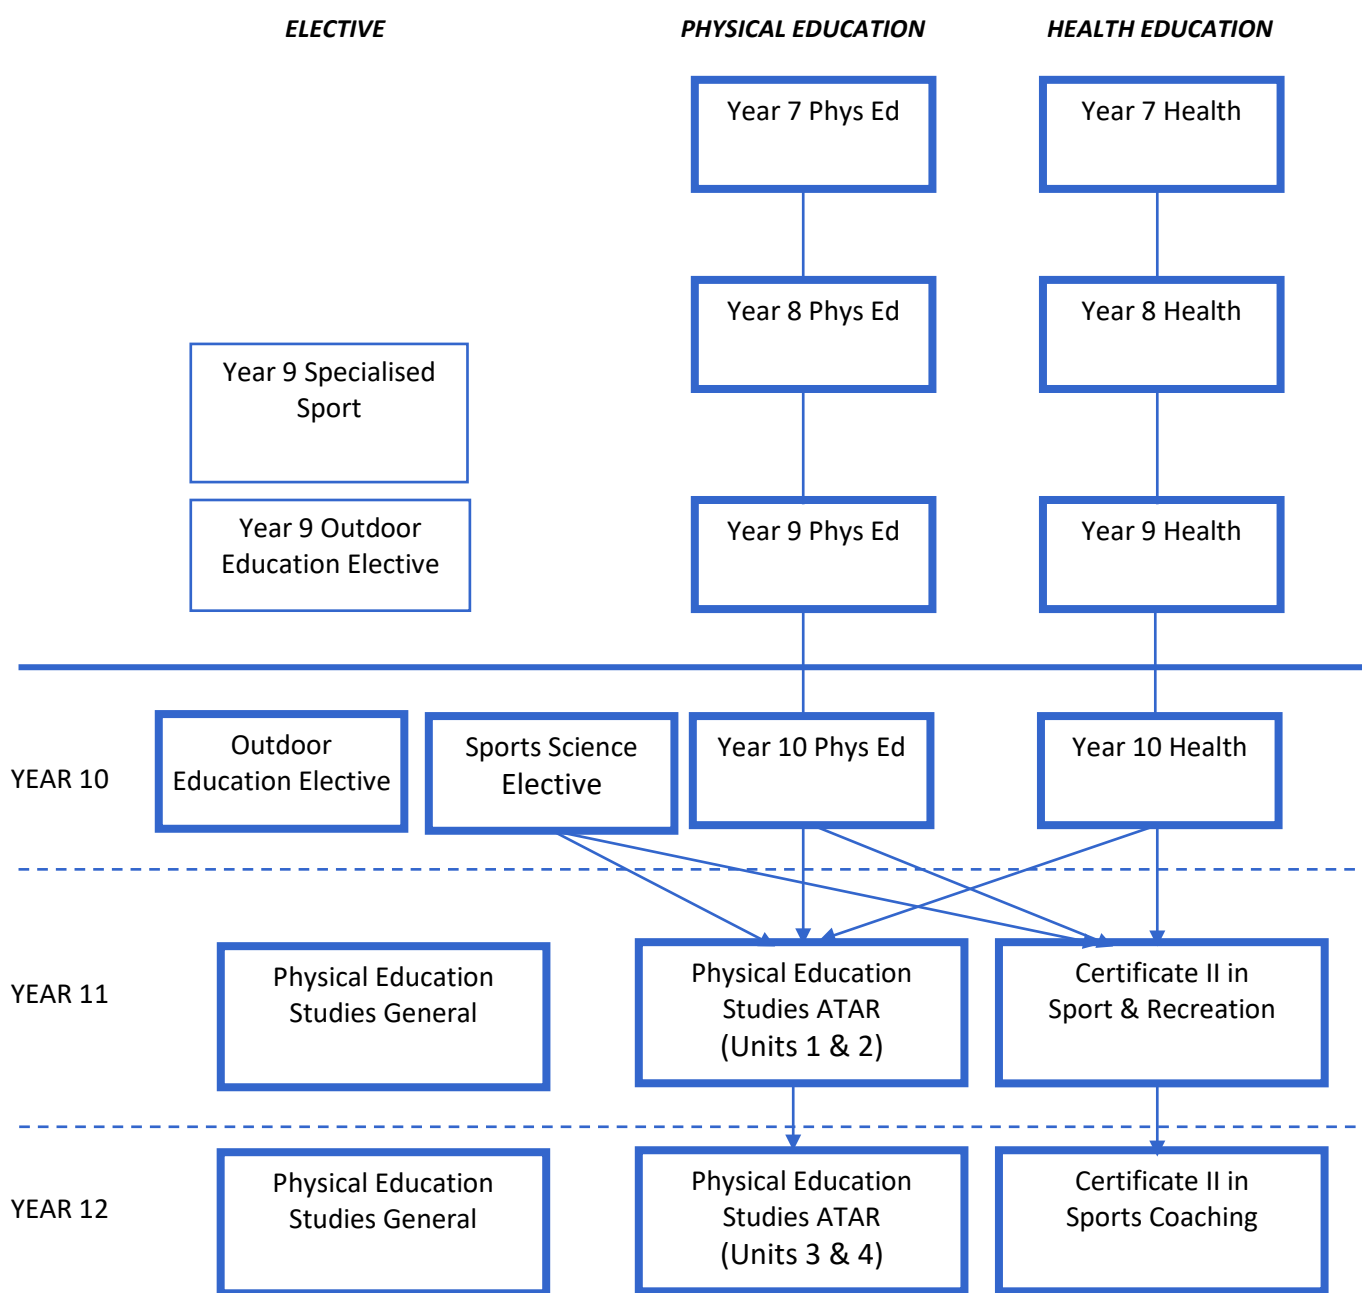 ELECTIVE
PHYSICAL EDUCATION
HEALTH EDUCATION
Year 7 Phys Ed
Year 7 Health
Year 8 Phys Ed
Year 8 Health
Year 9 Specialised
Sport
Year 9 Outdoor
Education Elective
Year 9 Phys Ed
Year 9 Health
YEAR 10
Outdoor
Education Elective
Sports Science
Elective
Year 10 Phys Ed
Year 10 Health
YEAR 11
Physical Education
Studies General
Physical Education
Studies ATAR
(Units 1 & 2)
Certificate II in
Sport & Recreation
YEAR 12
Physical Education
Studies General
Physical Education
Studies ATAR
(Units 3 & 4)
Certificate II in
Sports Coaching